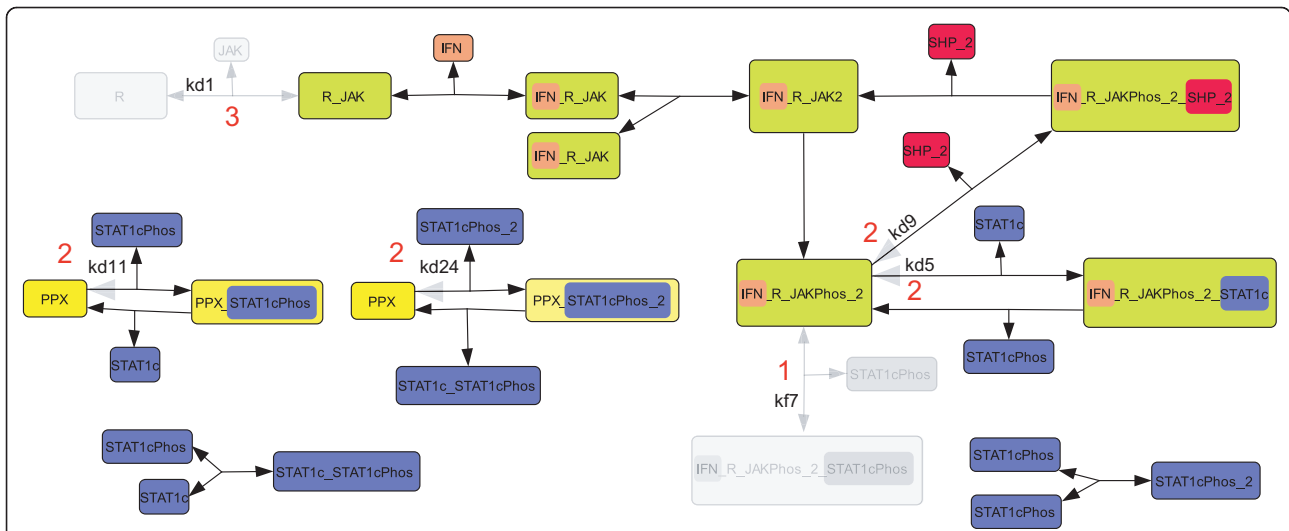 JAK
IFN
SHP_2
R
kd1
3
R_JAK
IFN_R_JAK
IFN_R_JAK2
IFN_R_JAKPhos_2_SHP_2
IFN_R_JAK
SHP_2
STAT1cPhos
STAT1cPhos_2
STAT1c
2
kd11
2
kd24
2
kd9
kd5
2
PPX
PPX_STAT1cPhos
PPX
PPX_STAT1cPhos_2
IFN_R_JAKPhos_2
IFN_R_JAKPhos_2_STAT1c
STAT1c
STAT1c_STAT1cPhos
STAT1cPhos
1
kf7
STAT1cPhos
IFN_R_JAKPhos_2_STAT1cPhos
STAT1cPhos
STAT1c
STAT1c_STAT1cPhos
STAT1cPhos
STAT1cPhos
STAT1cPhos_2